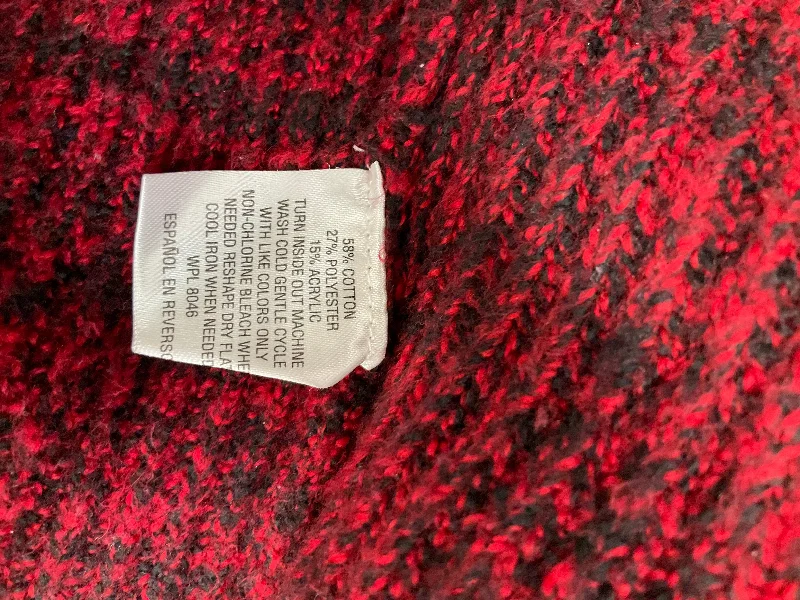 58% COTTON
27% POLYESTER
15% ACRYLIC
TURN INSIDE OUT MACHINE
WASH COLD GENTLE CYCLE
WITH LIKE COLORS ONLY
NON-CHLORINE BLEACH WHE
NEEDED RESHAPE DRY FLAT
COOL IRON WHEN NEEDED
WPL 8046
ESPAÑOL EN REVERSO